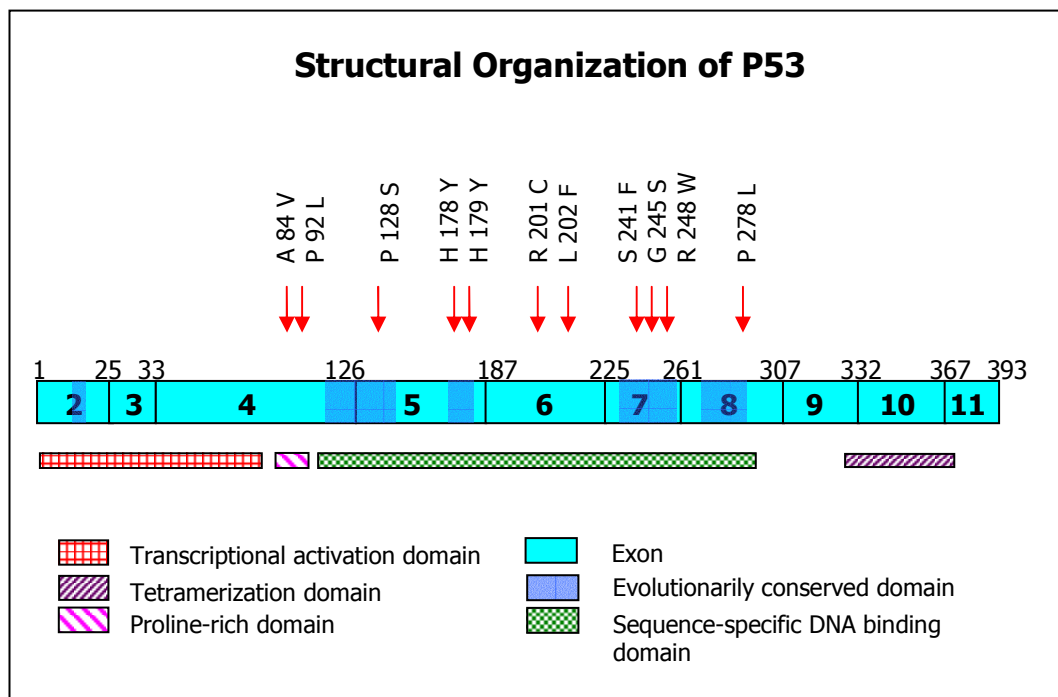 Structural Organization of P53
A 84 V
P 92 L
P 128 S
H 178 Y
H 179 Y
R 201 C
L 202 F
S 241 F
G 245 S
R 248 W
P 278 L
1 25 33 126 187 225 261 307 332 367 393
2 3 4 5 6 7 8 9 10 11
Transcriptional activation domain
Tetramerization domain
Proline-rich domain
Exon
Evolutionarily conserved domain
Sequence-specific DNA binding
domain